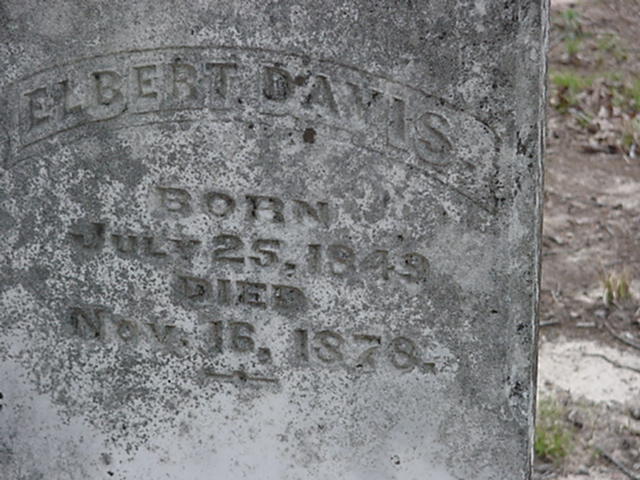 ELBERT DAVIS
BORN
JULY 25, 1849
DIED
NOV. 16, 1878.